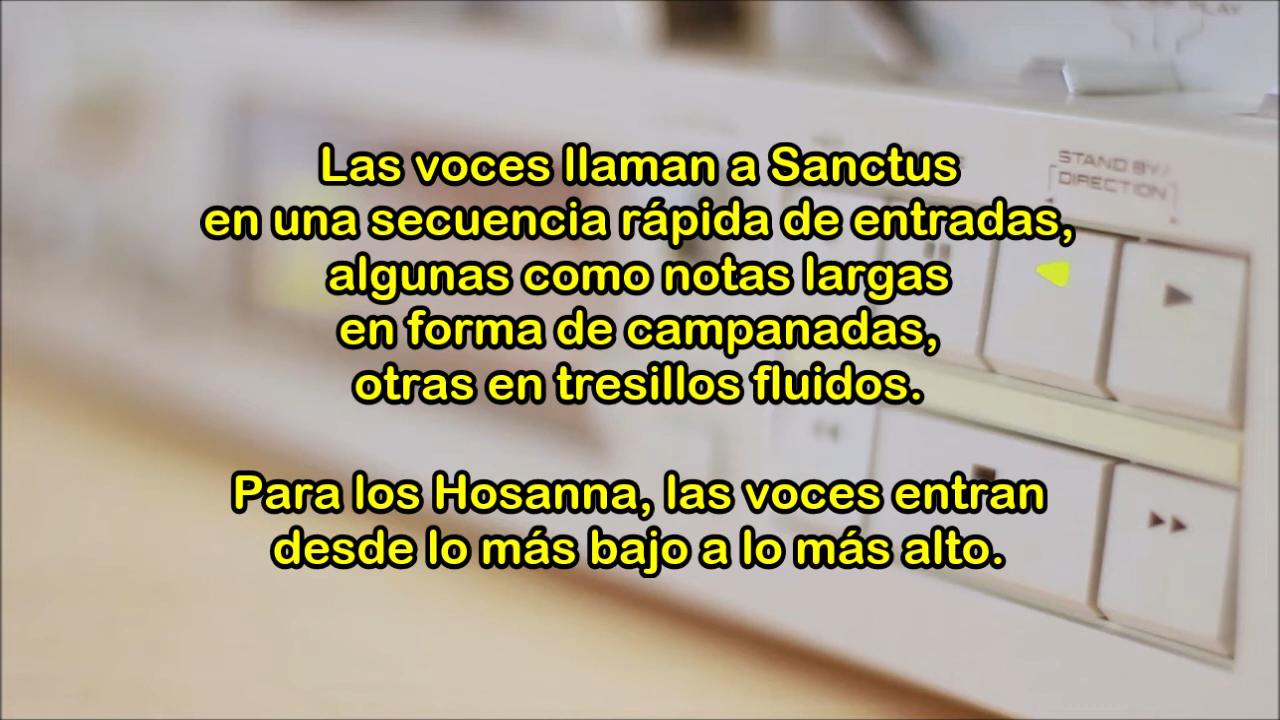 Las voces llaman a Sanctus
en una secuencia rápida de entradas,
algunas como notas largas
en forma de campanadas,
otras en tresillos fluidos.
Para los Hosanna, las voces entran
desde lo más bajo a lo más alto.
STAND BY/
DIRECTION
PLAY